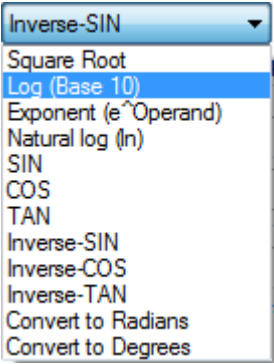 Inverse-SIN
Square Root
Log (Base 10)
Exponent (e^Operand)
Natural log (ln)
SIN
COS
TAN
Inverse-SIN
Inverse-COS
Inverse-TAN
Convert to Radians
Convert to Degrees